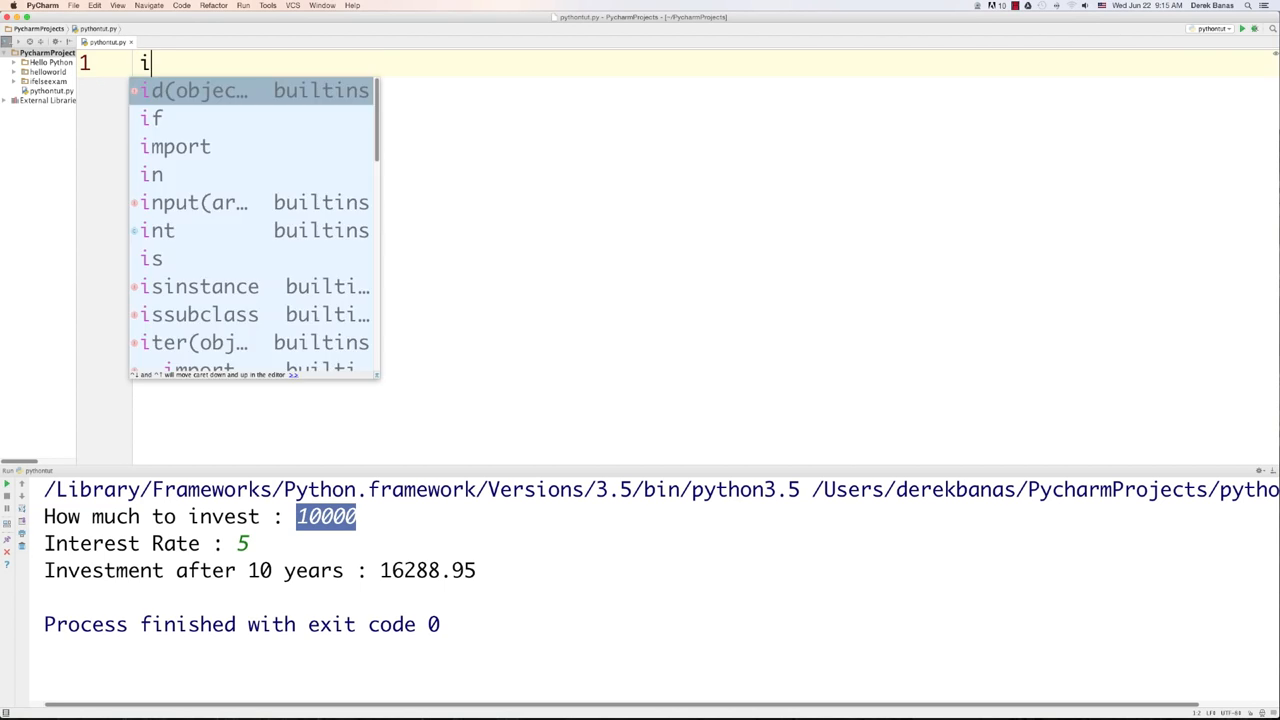 PyCharm File Edit View Navigate Code Refactor Run Tools VCS Window Help 10 Wed Jun 22 9:15 AM Derek Banas
pythontut.py - PycharmProjects - [~/PycharmProjects]
PycharmProjects pythontut.py pythontut
pythontut.py
PycharmProject
Hello Python
helloworld
ifelseexam
pythontut.py
External Librarie
1 i
id(objec… builtins
if
import
in
input(ar… builtins
int builtins
is
isinstance builti…
issubclass builti…
iter(obj… builtins
__import__ builti…
^↓ and ^↑ will move caret down and up in the editor >>
Run pythontut
/Library/Frameworks/Python.framework/Versions/3.5/bin/python3.5 /Users/derekbanas/PycharmProjects/pytho
How much to invest : 10000
Interest Rate : 5
Investment after 10 years : 16288.95
Process finished with exit code 0
1:2 LF÷ UTF-8÷